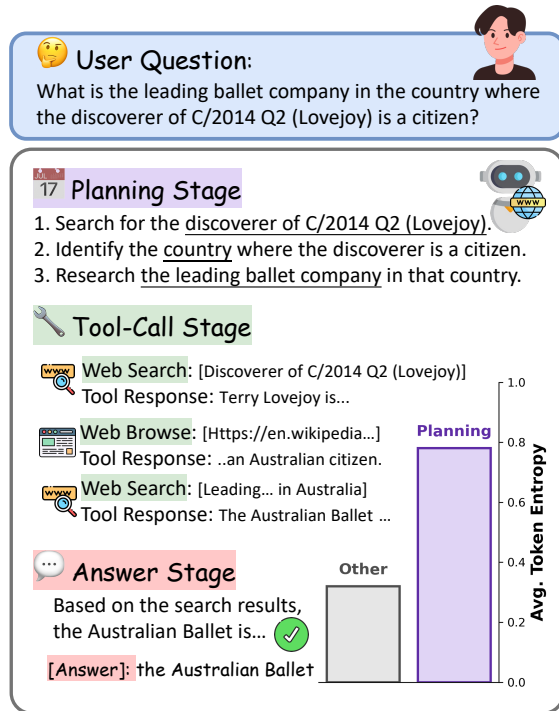 User Question:
What is the leading ballet company in the country where
the discoverer of C/2014 Q2 (Lovejoy) is a citizen?
JUL
17
Planning Stage
WWW
1. Search for the discoverer of C/2014 Q2 (Lovejoy).
2. Identify the country where the discoverer is a citizen.
3. Research the leading ballet company in that country.
Tool-Call Stage
www
Web Search: [Discoverer of C/2014 Q2 (Lovejoy)]
Tool Response: Terry Lovejoy is...
Web Browse: [Https://en.wikipedia…]
Tool Response: ..an Australian citizen.
www
Web Search: [Leading… in Australia]
Tool Response: The Australian Ballet …
Answer Stage
Based on the search results,
the Australian Ballet is…
[Answer]: the Australian Ballet
Other
Planning
1.0
0.8
0.6
0.4
0.2
0.0
Avg. Token Entropy